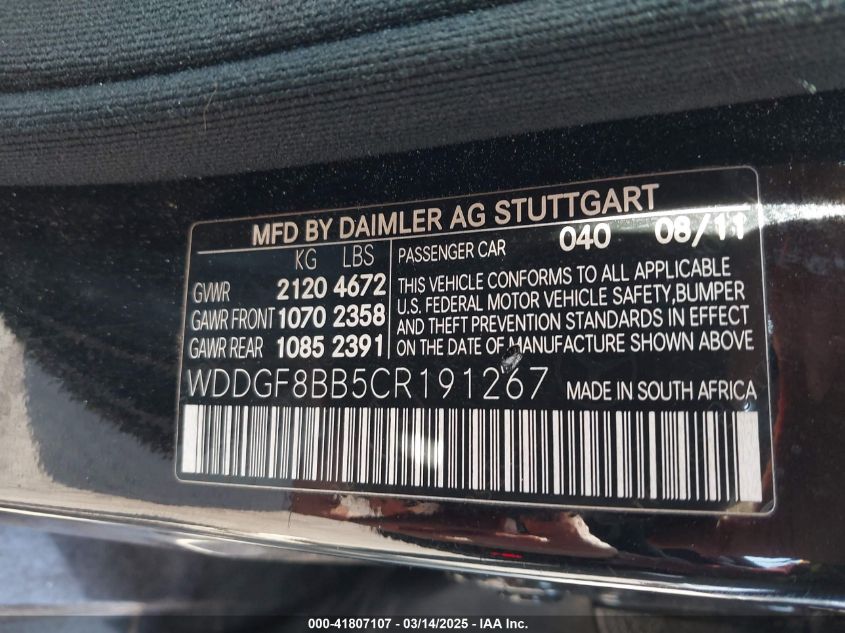 MFD BY DAIMLER AG STUTTGART
KG LBS
GVWR 2120 4672
GAWR FRONT 1070 2358
GAWR REAR 1085 2391
PASSENGER CAR 040 08/11
THIS VEHICLE CONFORMS TO ALL APPLICABLE
U.S. FEDERAL MOTOR VEHICLE SAFETY,BUMPER
AND THEFT PREVENTION STANDARDS IN EFFECT
ON THE DATE OF MANUFACTURE SHOWN ABOVE
WDDGF8BB5CR191267 MADE IN SOUTH AFRICA
000-41807107 - 03/14/2025 - IAA Inc.